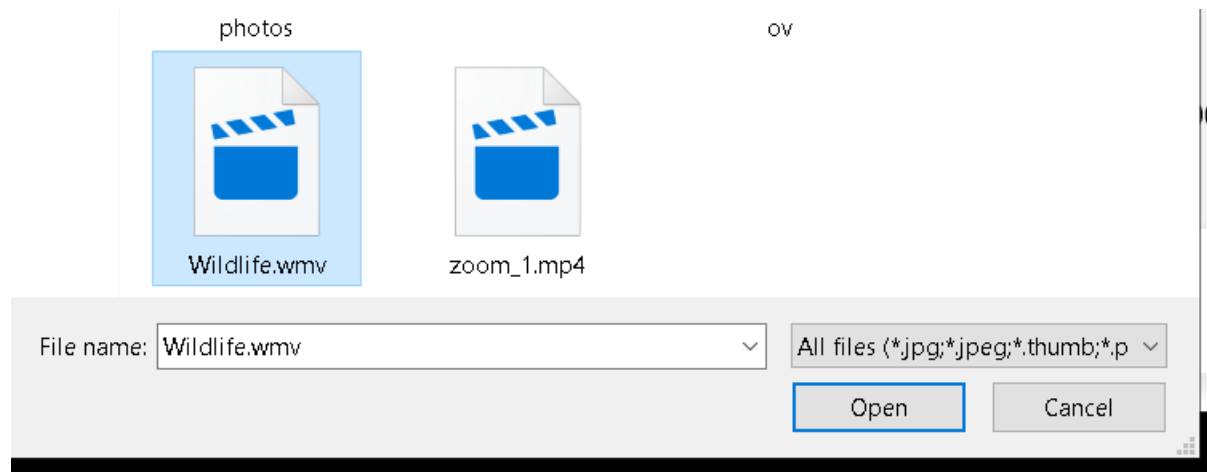 photos
ov
Wildlife.wmv
zoom_1.mp4
File name:
Wildlife.wmv
All files (*.jpg;*.jpeg;*.thumb;*.p
Open
Cancel